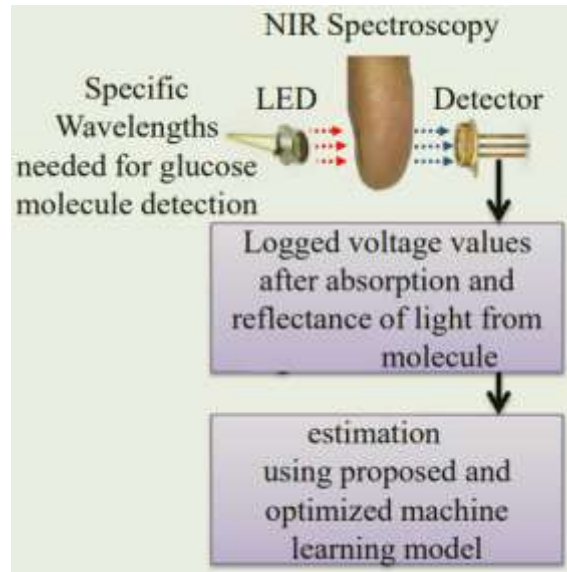 NIR Spectroscopy
Specific
Wavelengths
needed for glucose
molecule detection
LED
Detector
Logged voltage values
after absorption and
reflectance of light from
molecule
estimation
using proposed and
optimized machine
learning model